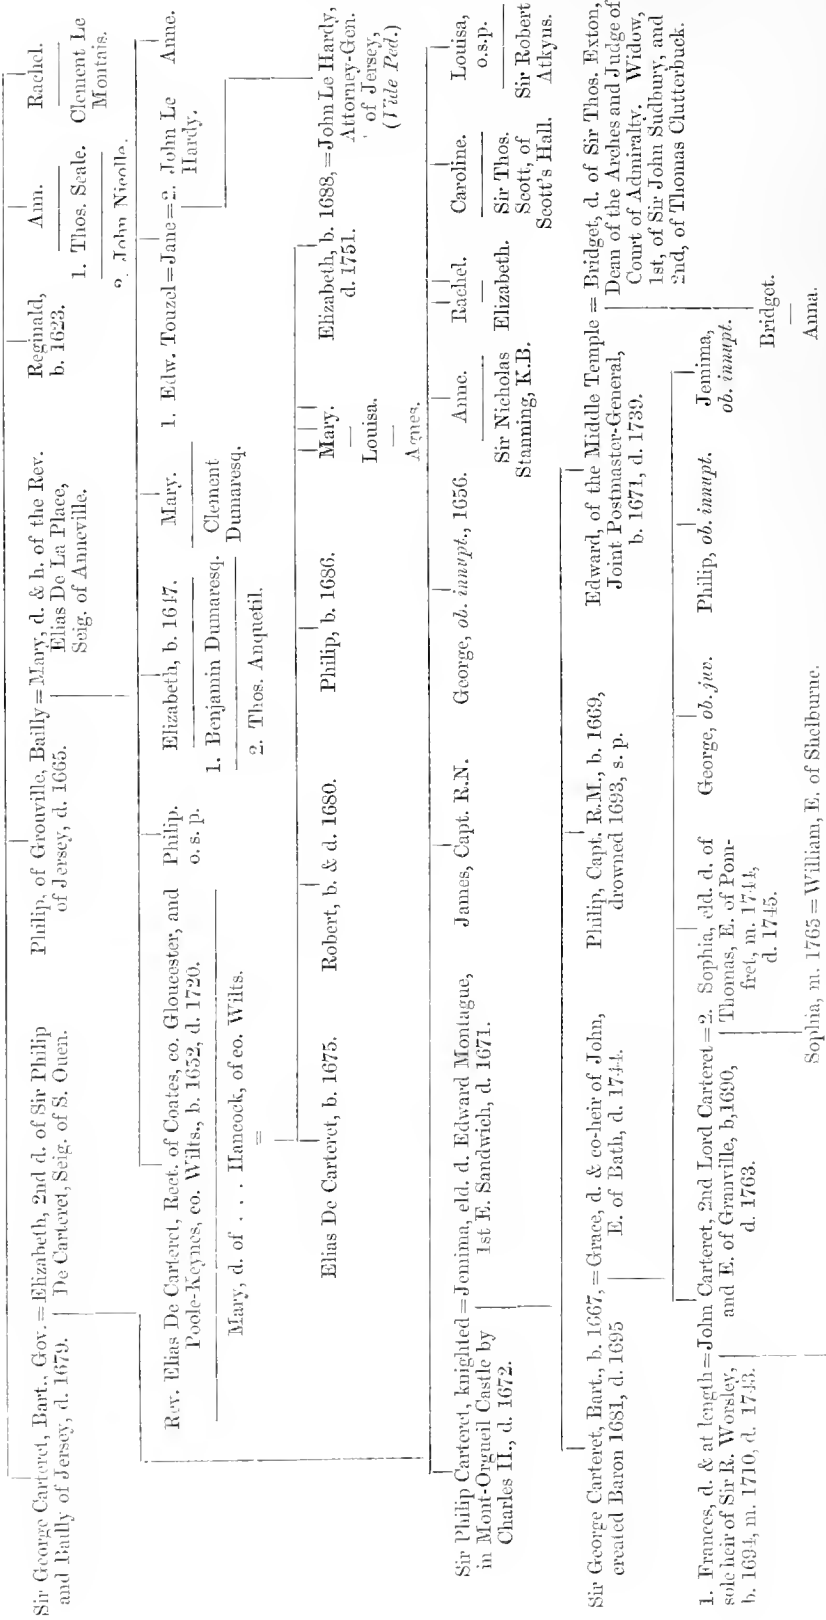 Sir George Carteret, Bart., Gov. = Elizabeth, 2nd d. of Sir Philip
and Bailly of Jersey, d. 1679.
De Carteret, Seig. of S. Ouen.
Philip, of Grouville, Bailly = Mary, d. & h. of the Rev.
of Jersey, d. 1665.
Elias De La Place,
Seig. of Anneville.
Reginald,
b. 1623.
Ann.
1. Thos. Seale.
2. John Nicolle.
Rachel.
Clement Le
Montais.
Rev. Elias De Carteret, Rect. of Coates, co. Gloucester, and
Poole-Keynes, co. Wilts., b. 1652, d. 1720.
Mary, d. of . . . . Hancock, of co. Wilts.
=
Philip.
o. s. p.
Elizabeth, b. 1647.
1. Benjamin Dumaresq.
2. Thos. Anquetil.
Mary.
Clement
Dumaresq.
1. Edw. Touzel = Jane = 2. John Le
Hardy.
Anne.
Elias De Carteret, b. 1675.
Robert, b. & d. 1680.
Philip, b. 1686.
Mary.
Louisa.
Agnes.
Elizabeth, b. 1688, = John Le Hardy,
d. 1751.
Attorney-Gen.
of Jersey,
(Vide Ped.)
Sir Philip Carteret, knighted = Jemima, eld. d. Edward Montague,
in Mont-Orgueil Castle by
Charles II., d. 1672.
1st E. Sandwich, d. 1671.
James, Capt. R.N.
George, ob. innupt., 1656.
Anne.
Sir Nicholas
Stanning, K.B.
Rachel.
Elizabeth.
Caroline.
Sir Thos.
Scott, of
Scott's Hall.
Louisa,
o.s.p.
Sir Robert
Atkyns.
Sir George Carteret, Bart., b. 1667, = Grace, d. & co-heir of John,
created Baron 1681, d. 1695
E. of Bath, d. 1744.
Philip, Capt. R.M., b. 1669,
drowned 1693, s. p.
Edward, of the Middle Temple = Bridget, d. of Sir Thos. Exton,
Joint Postmaster-General,
b. 1671, d. 1739.
Dean of the Arches and Judge of
Court of Admiralty. Widow,
1st, of Sir John Sudbury, and
2nd, of Thomas Clutterbuck.
1. Frances, d. & at length = John Carteret, 2nd Lord Carteret = 2. Sophia, eld. d. of
sole heir of Sir R. Worsley,
b. 1694, m. 1710, d. 1743.
and E. of Granville, b, 1690,
d. 1763.
Thomas, E. of Pom-
fret, m. 1744,
d. 1745.
George, ob. juv.
Philip, ob. innupt.
Jemima,
ob. innupt.
Bridget.
Anna.
Sophia, m. 1765 = William, E. of Shelburne.